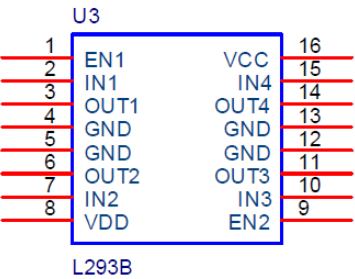 U3
1 EN1 VCC 16
2 IN1 IN4 15
3 OUT1 OUT4 14
4 GND GND 13
5 GND GND 12
6 OUT2 OUT3 11
7 IN2 IN3 10
8 VDD EN2 9
L293B